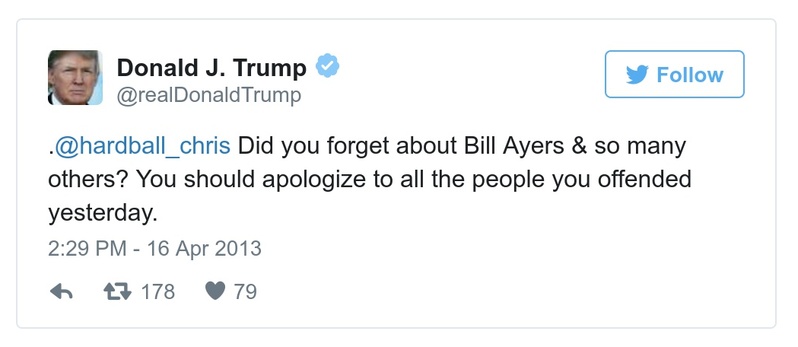 Donald J. Trump
@realDonaldTrump
Follow
.@hardball_chris Did you forget about Bill Ayers & so many
others? You should apologize to all the people you offended
yesterday.
2:29 PM - 16 Apr 2013
178
79